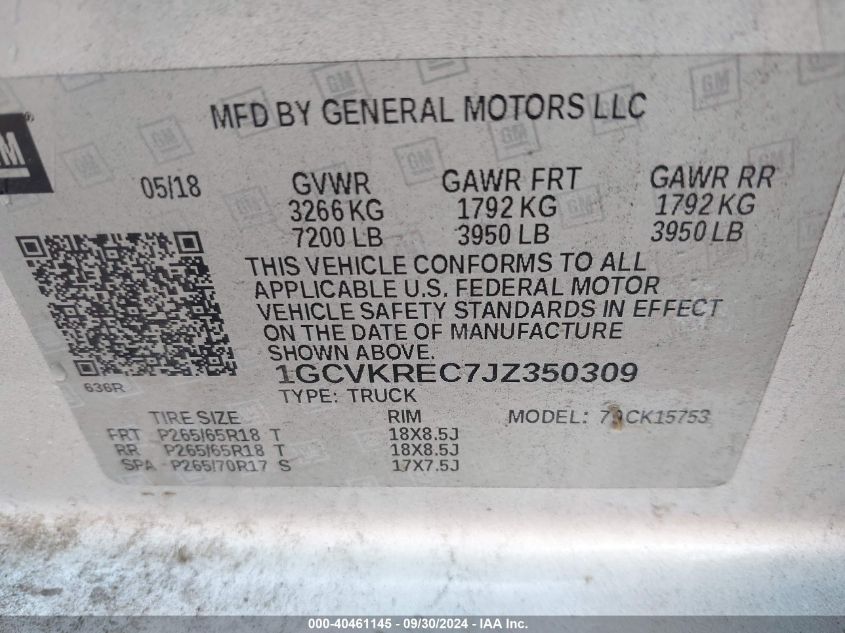 GM
MFD BY GENERAL MOTORS LLC
05/18 GVWR GAWR FRT GAWR RR
3266 KG 1792 KG 1792 KG
7200 LB 3950 LB 3950 LB
THIS VEHICLE CONFORMS TO ALL
APPLICABLE U.S. FEDERAL MOTOR
VEHICLE SAFETY STANDARDS IN EFFECT
ON THE DATE OF MANUFACTURE
SHOWN ABOVE.
636R
1GCVKREC7JZ350309
TYPE: TRUCK
TIRE SIZE RIM MODEL:
FRT P265/65R18 T 18X8.5J
RR P265/65R18 T 18X8.5J
SPA P265/70R17 S 17X7.5J
000-40461145 - 09/30/2024 - IAA Inc.